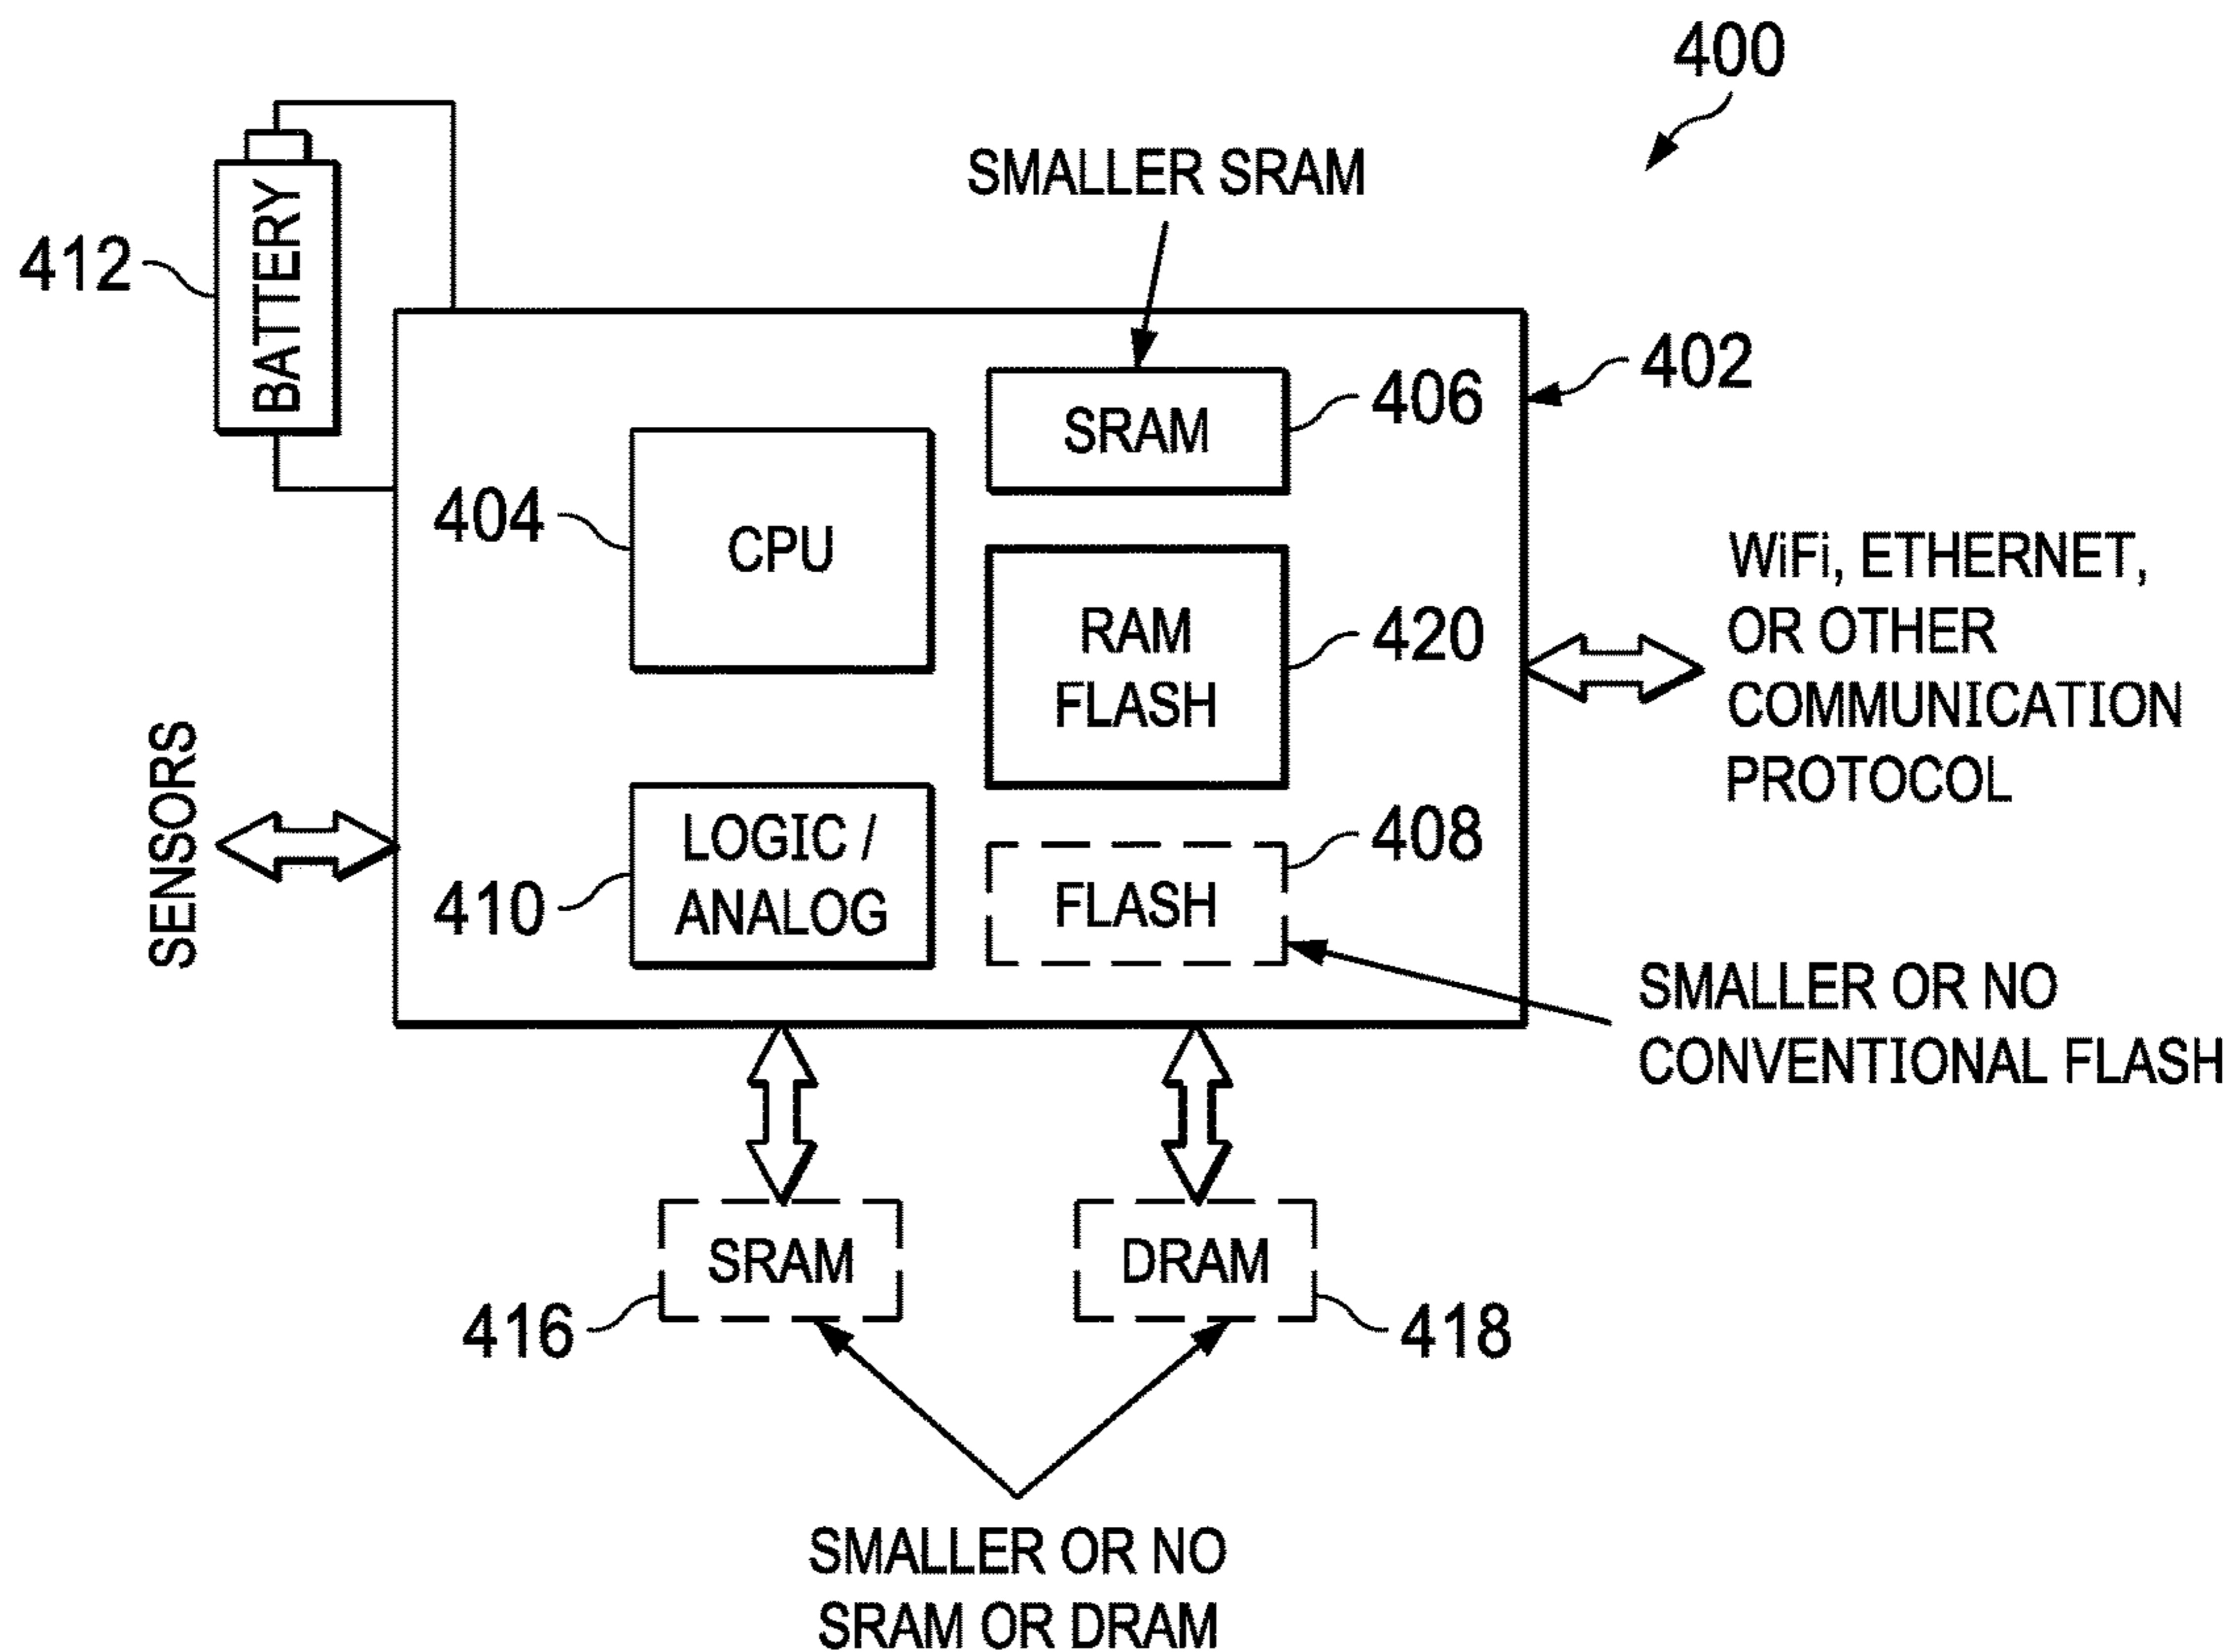 400
SMALLER SRAM
412
BATTERY
402
SRAM
406
404
CPU
RAM
FLASH
420
WiFi, ETHERNET,
OR OTHER
COMMUNICATION
PROTOCOL
SENSORS
LOGIC /
ANALOG
410
FLASH
408
SMALLER OR NO
CONVENTIONAL FLASH
SRAM
416
DRAM
418
SMALLER OR NO
SRAM OR DRAM